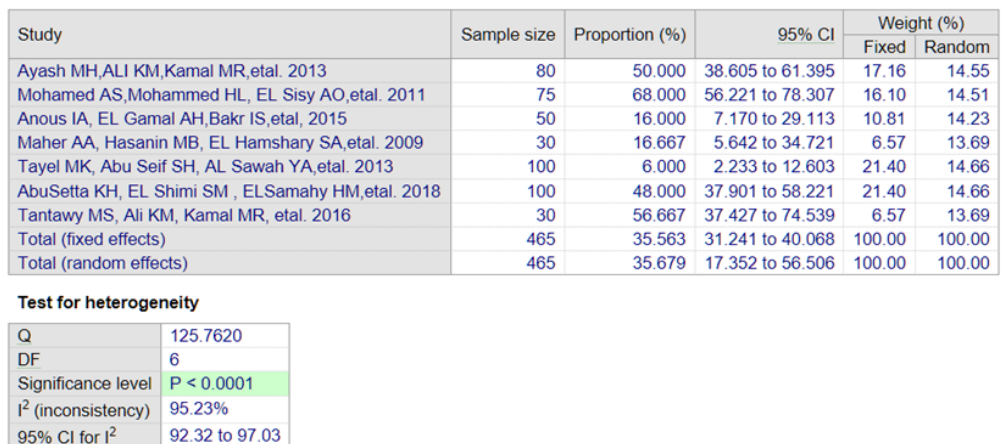 Study Sample size Proportion (%) 95% CI Weight (%)
Fixed Random
Ayash MH,ALI KM,Kamal MR,etal. 2013 80 50.000 38.605 to 61.395 17.16 14.55
Mohamed AS,Mohammed HL, EL Sisy AO,etal. 2011 75 68.000 56.221 to 78.307 16.10 14.51
Anous IA, EL Gamal AH,Bakr IS,etal, 2015 50 16.000 7.170 to 29.113 10.81 14.23
Maher AA, Hasanin MB, EL Hamshary SA,etal. 2009 30 16.667 5.642 to 34.721 6.57 13.69
Tayel MK, Abu Seif SH, AL Sawah YA,etal. 2013 100 6.000 2.233 to 12.603 21.40 14.66
AbuSetta KH, EL Shimi SM , ELSamahy HM,etal. 2018 100 48.000 37.901 to 58.221 21.40 14.66
Tantawy MS, Ali KM, Kamal MR, etal. 2016 30 56.667 37.427 to 74.539 6.57 13.69
Total (fixed effects) 465 35.563 31.241 to 40.068 100.00 100.00
Total (random effects) 465 35.679 17.352 to 56.506 100.00 100.00
Test for heterogeneity
Q 125.7620
DF 6
Significance level P < 0.0001
I² (inconsistency) 95.23%
95% CI for I² 92.32 to 97.03